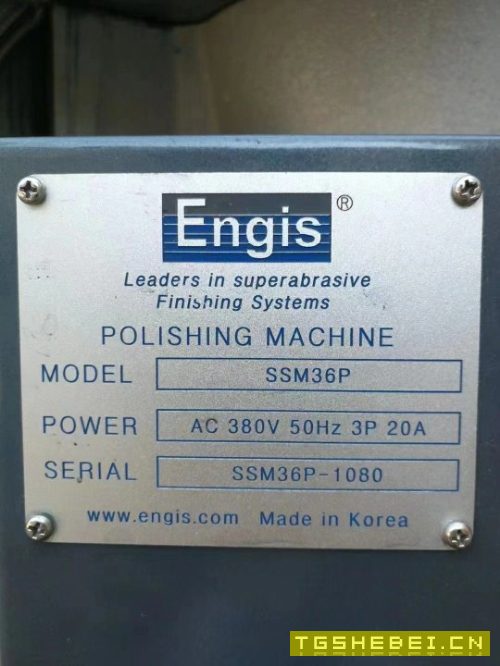 Engis®
Leaders in superabrasive
Finishing Systems
POLISHING MACHINE
MODEL SSM36P
POWER AC 380V 50Hz 3P 20A
SERIAL SSM36P-1080
www.engis.com Made in Korea
TGSHEBEI.CN